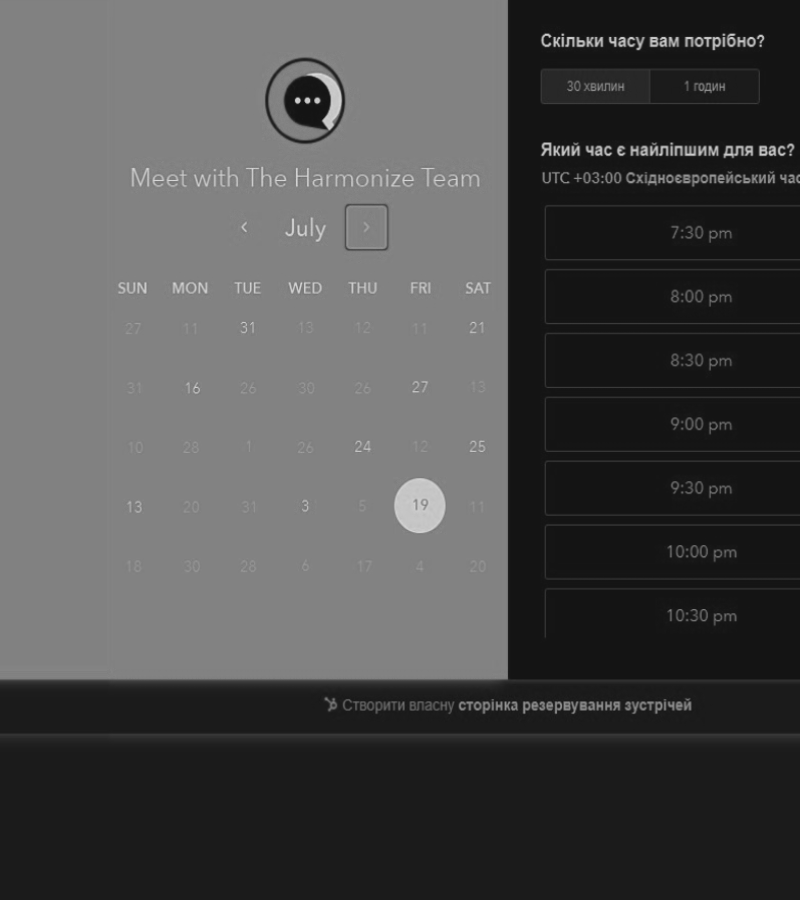 Meet with The Harmonize Team
July
SUN MON TUE WED THU FRI SAT
27 11 31 13 12 11 21
31 16 26 30 26 27 13
10 28 1 26 24 12 25
13 20 31 3 5 19 11
18 30 28 6 17 4 20
Скільки часу вам потрібно?
30 хвилин 1 годин
Який час є найліпшим для вас?
UTC +03:00 Східноєвропейський час
7:30 pm
8:00 pm
8:30 pm
9:00 pm
9:30 pm
10:00 pm
10:30 pm
Створити власну сторінка резервування зустрічей